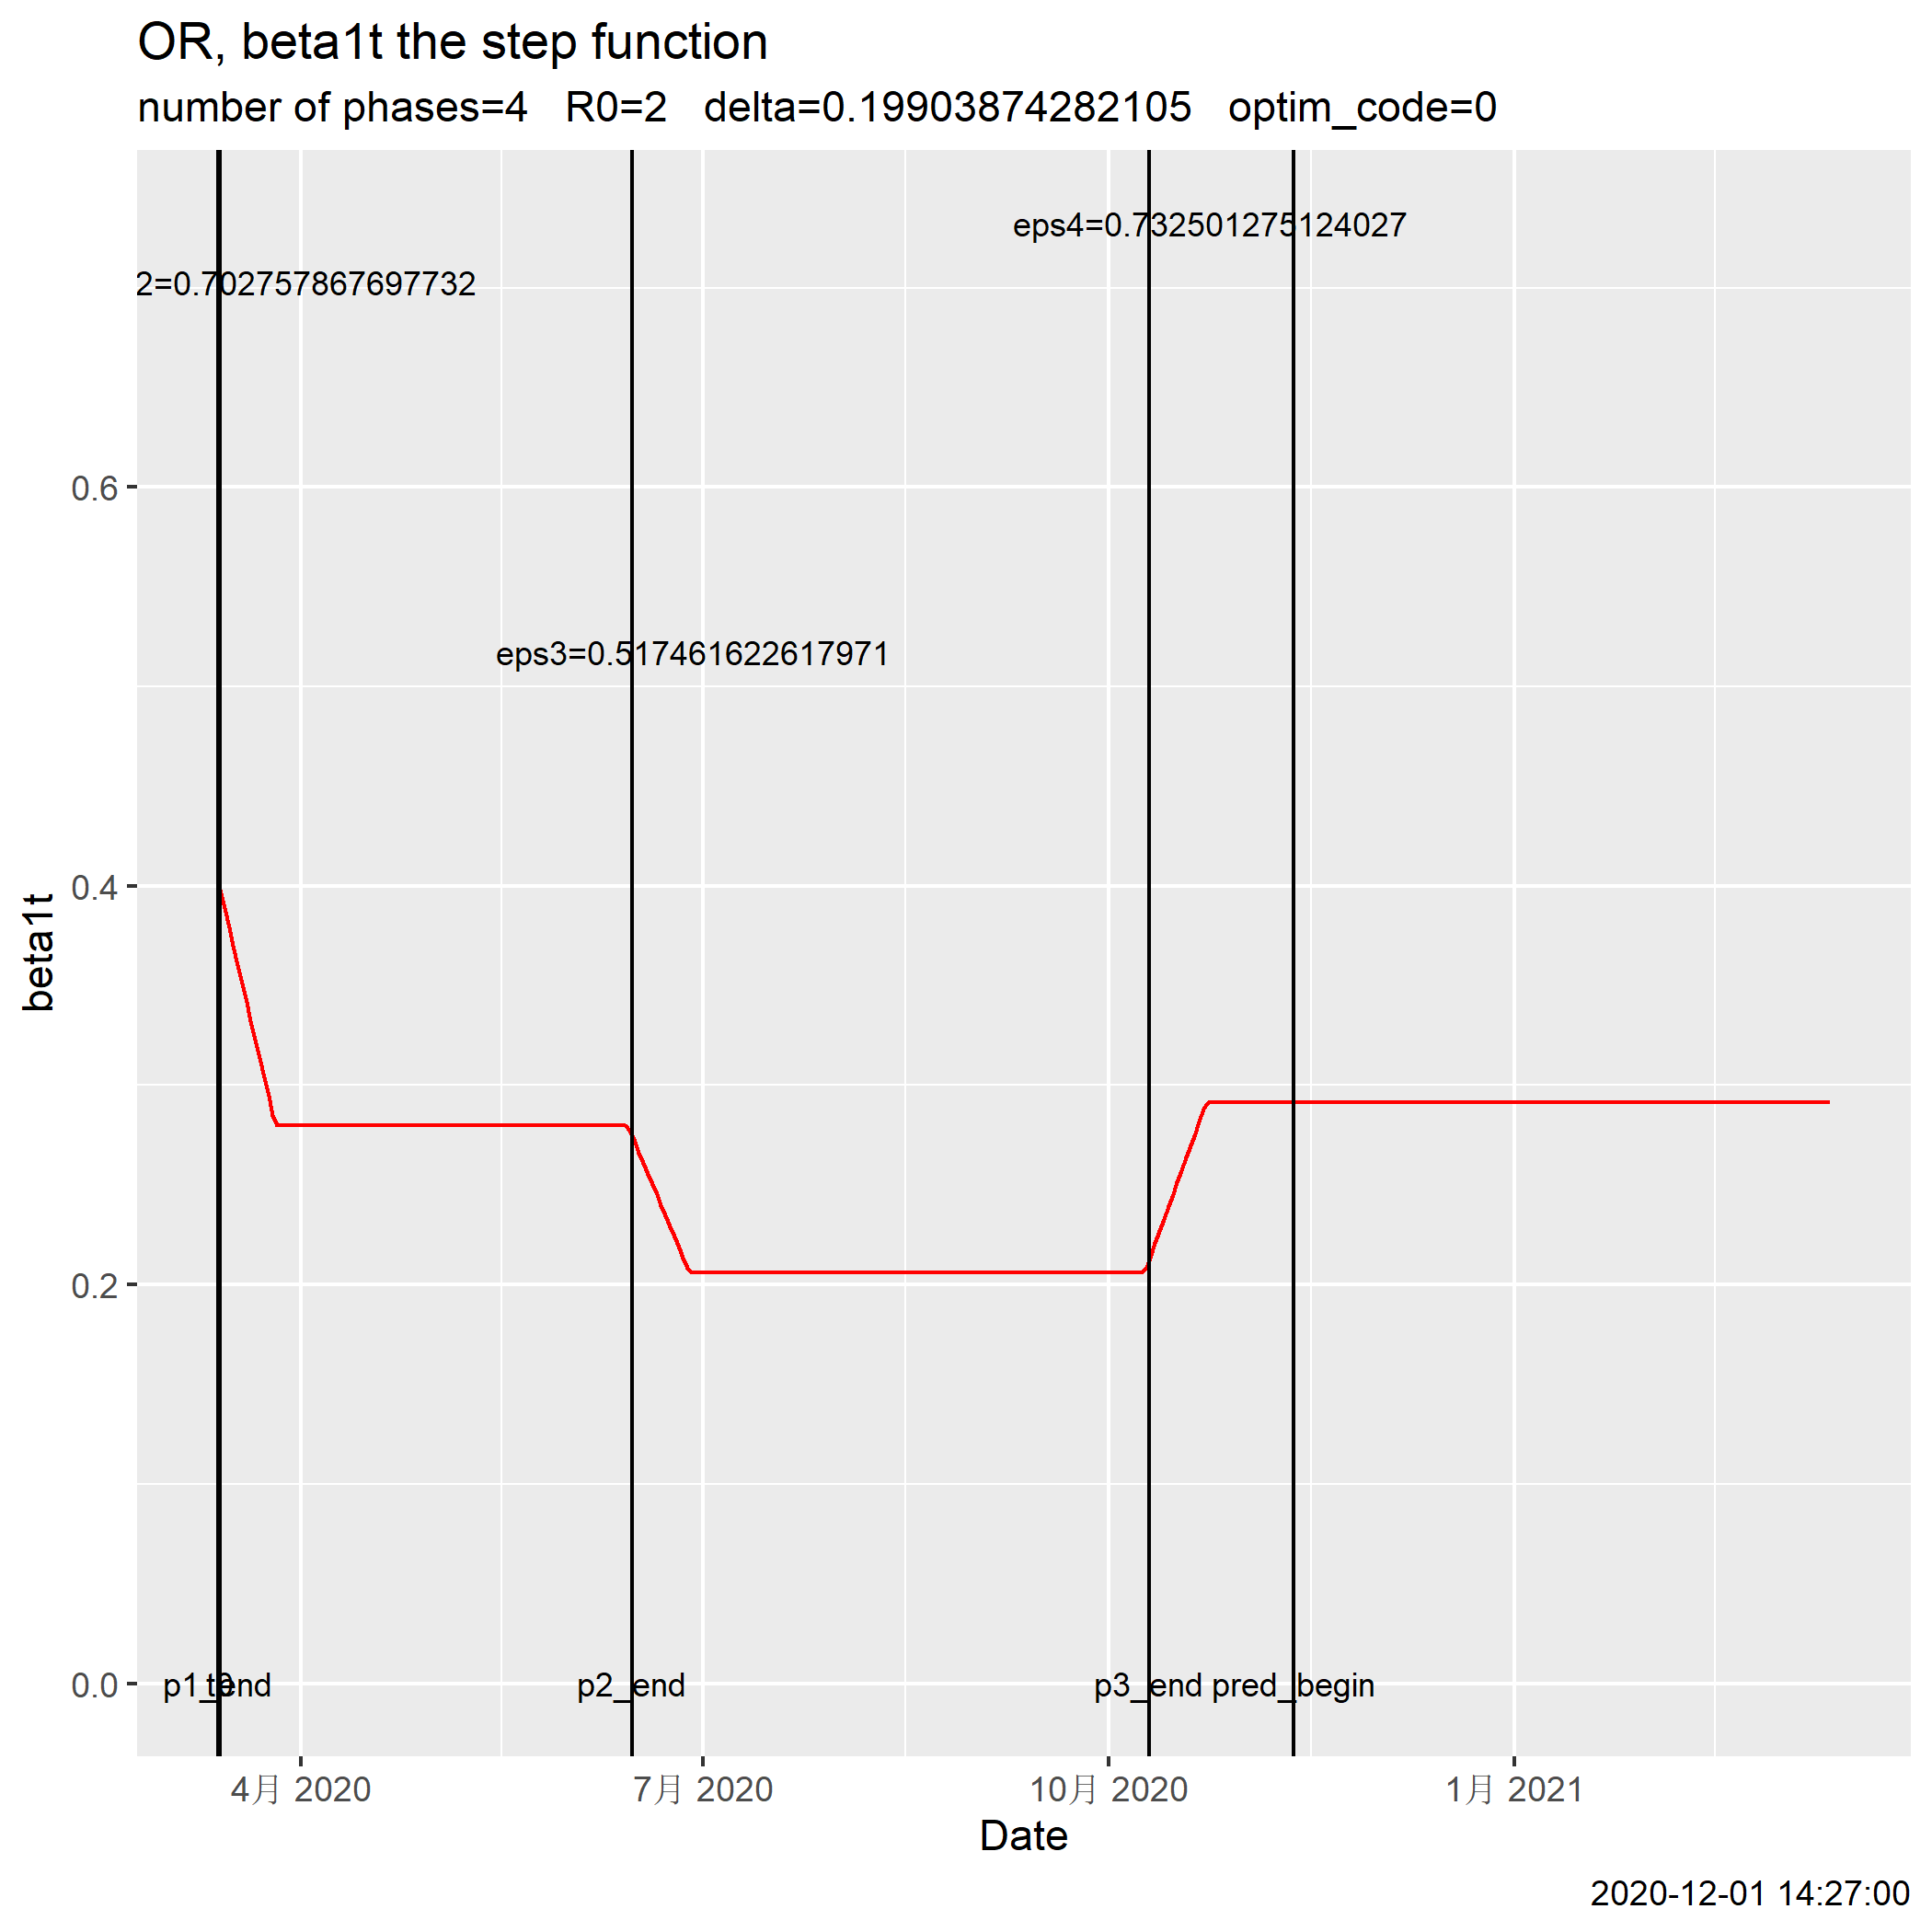 OR, beta1t the step function
number of phases=4 R0=2 delta=0.19903874282105 optim_code=0
eps4=0.732501275124027
2=0.702757867697732
0.6
eps3=0.517461622617971
0.4
beta1t
0.2
0.0
p1_end
t0
p2_end
p3_end
pred_begin
4月 2020
7月 2020
10月 2020
1月 2021
Date
2020-12-01 14:27:00